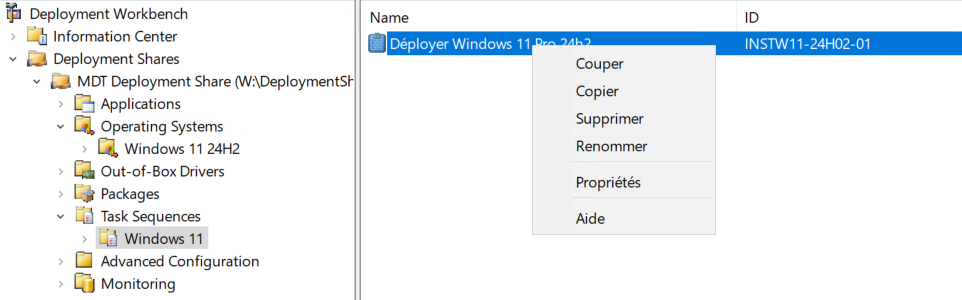 Deployment Workbench
Information Center
Deployment Shares
MDT Deployment Share (W:\DeploymentSh
Applications
Operating Systems
Windows 11 24H2
Out-of-Box Drivers
Packages
Task Sequences
Windows 11
Advanced Configuration
Monitoring
Name ID
Déployer Windows 11 Pro 24h2 INSTW11-24H02-01
Couper
Copier
Supprimer
Renommer
Propriétés
Aide